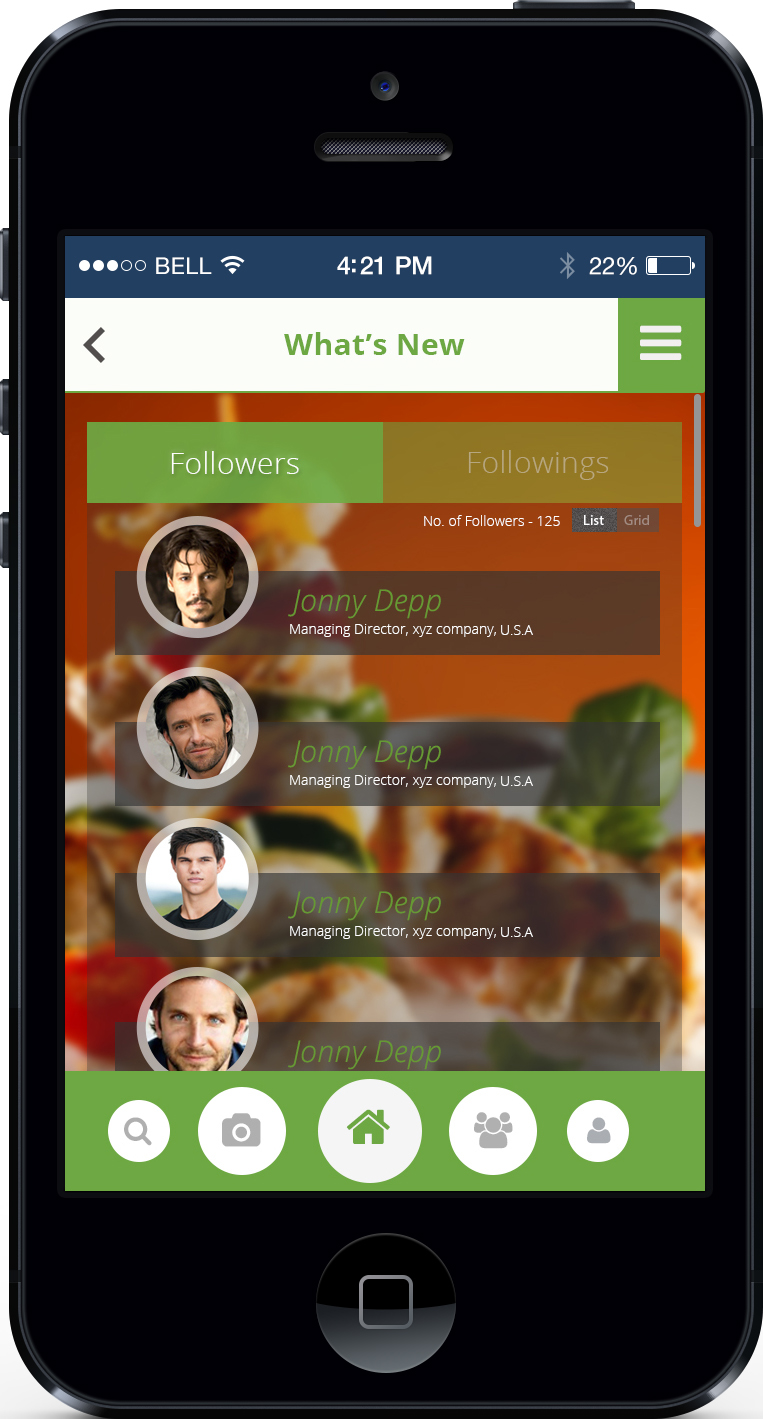 BELL 4:21 PM 22%
What's New
Followers Followings
No. of Followers - 125 List Grid
Jonny Depp
Managing Director, xyz company, U.S.A
Jonny Depp
Managing Director, xyz company, U.S.A
Jonny Depp
Managing Director, xyz company, U.S.A
Jonny Depp